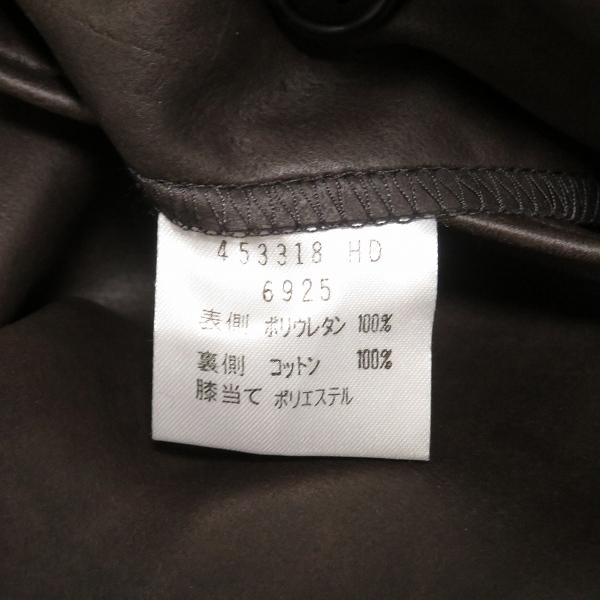 453318 HD
6925
表側 ポリウレタン 100%
裏側 コットン 100%
膝当て ポリエステル